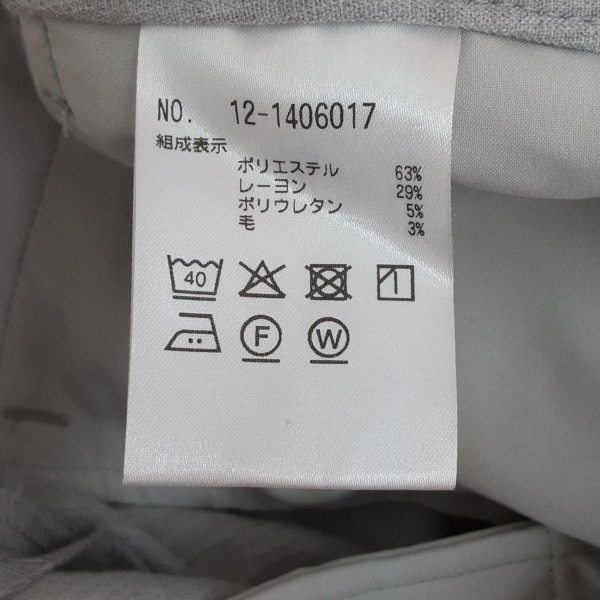 NO. 12-1406017
組成表示
ポリエステル 63%
レーヨン 29%
ポリウレタン 5%
毛 3%
40
F W